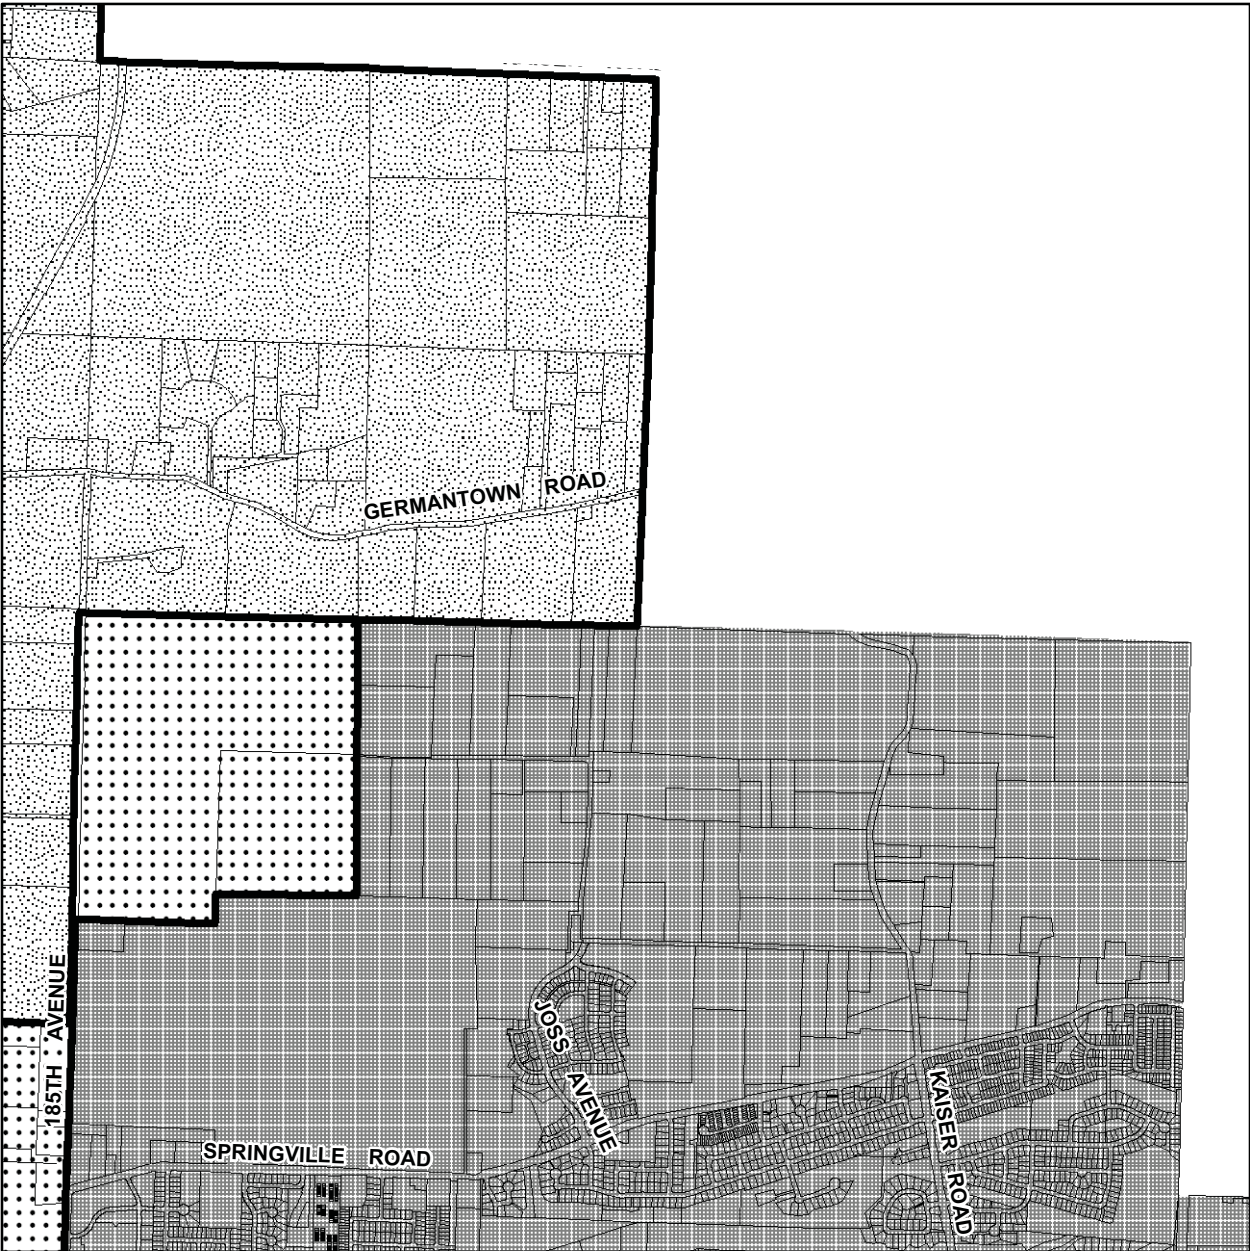 GERMANTOWN ROAD
185TH AVENUE
JOSS AVENUE
KAISER ROAD
SPRINGVILLE ROAD